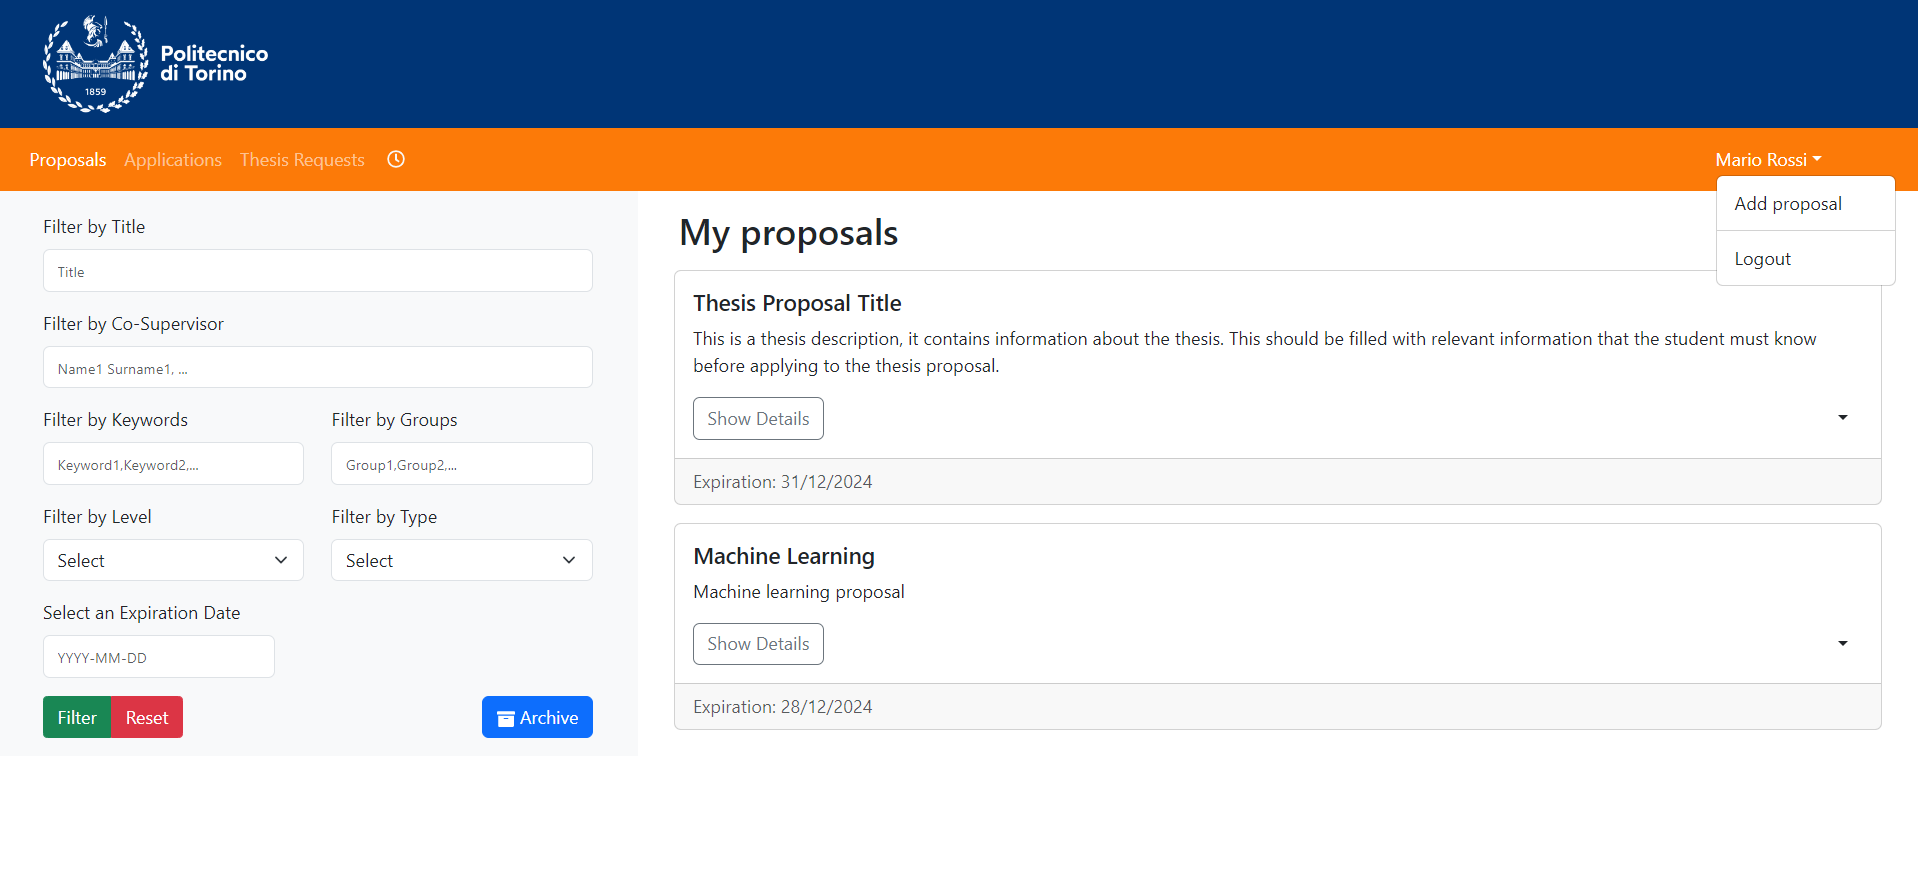 1859
Politecnico
di Torino
Proposals Applications Thesis Requests
Mario Rossi
Add proposal
Logout
Filter by Title
Title
Filter by Co-Supervisor
Name1 Surname1, ...
Filter by Keywords
Keyword1,Keyword2,...
Filter by Groups
Group1,Group2,...
Filter by Level
Select
Filter by Type
Select
Select an Expiration Date
YYYY-MM-DD
Filter
Reset
Archive
My proposals
Thesis Proposal Title
This is a thesis description, it contains information about the thesis. This should be filled with relevant information that the student must know
before applying to the thesis proposal.
Show Details
Expiration: 31/12/2024
Machine Learning
Machine learning proposal
Show Details
Expiration: 28/12/2024